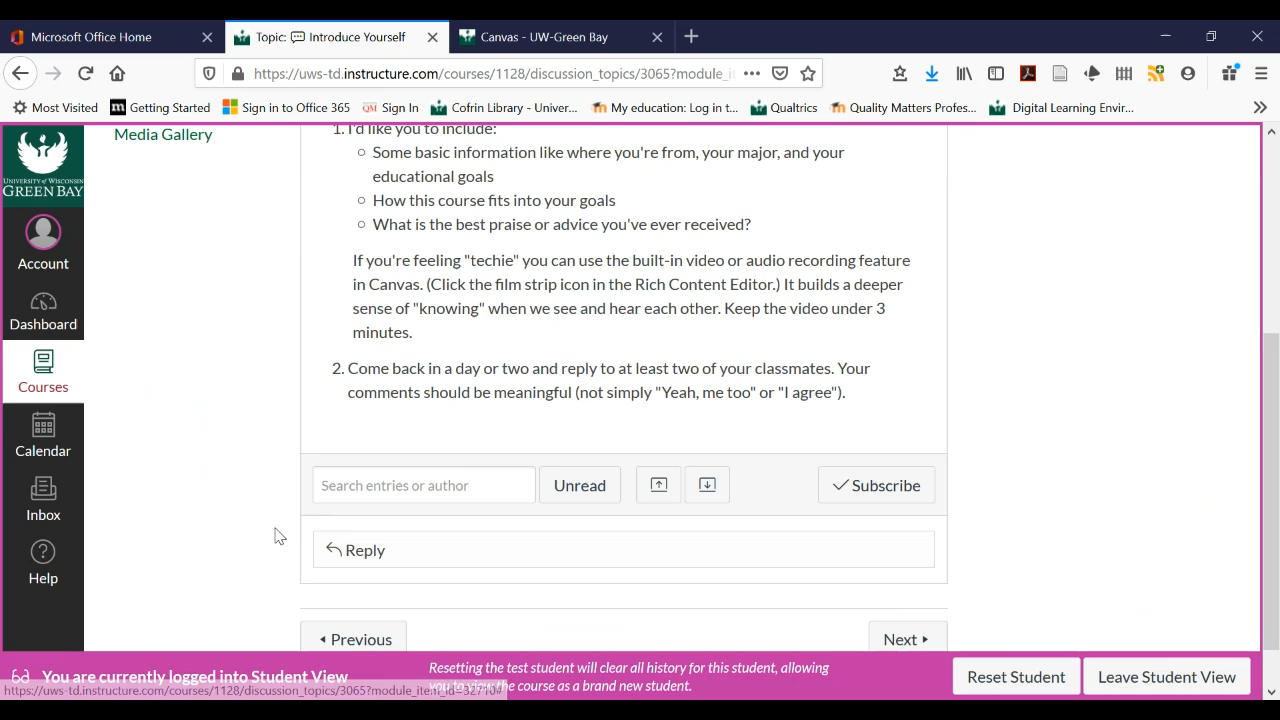 Microsoft Office Home
Topic: 💬 Introduce Yourself
Canvas - UW-Green Bay
https://uws-td.instructure.com/courses/1128/discussion_topics/3065?module_i
Most Visited
Getting Started
Sign in to Office 365
QM Sign In
Cofrin Library - Univer...
My education: Log in t...
Qualtrics
Quality Matters Profes...
Digital Learning Envir...
UNIVERSITY of WISCONSIN
GREEN BAY
Account
Dashboard
Courses
Calendar
Inbox
Help
Media Gallery
1. I'd like you to include:
Some basic information like where you're from, your major, and your
educational goals
How this course fits into your goals
What is the best praise or advice you've ever received?
If you're feeling "techie" you can use the built-in video or audio recording feature
in Canvas. (Click the film strip icon in the Rich Content Editor.) It builds a deeper
sense of "knowing" when we see and hear each other. Keep the video under 3
minutes.
2. Come back in a day or two and reply to at least two of your classmates. Your
comments should be meaningful (not simply "Yeah, me too" or "I agree").
Search entries or author
Unread
Subscribe
Reply
Previous
Next
You are currently logged into Student View
Resetting the test student will clear all history for this student, allowing
you to view the course as a brand new student.
Reset Student
Leave Student View